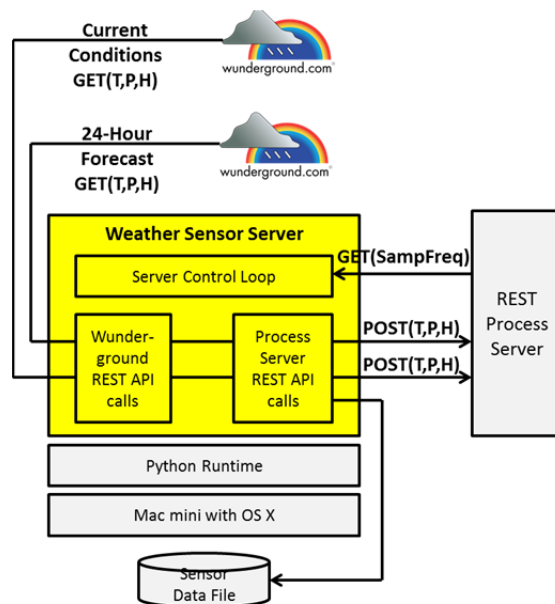 Current
Conditions
GET(T,P,H)
wunderground.com®
24-Hour
Forecast
GET(T,P,H)
wunderground.com®
Weather Sensor Server
GET(SampFreq)
Server Control Loop
REST
Process
Server
Wunder-
ground
REST API
calls
Process
Server
REST API
calls
POST(T,P,H)
POST(T,P,H)
Python Runtime
Mac mini with OS X
Sensor
Data File